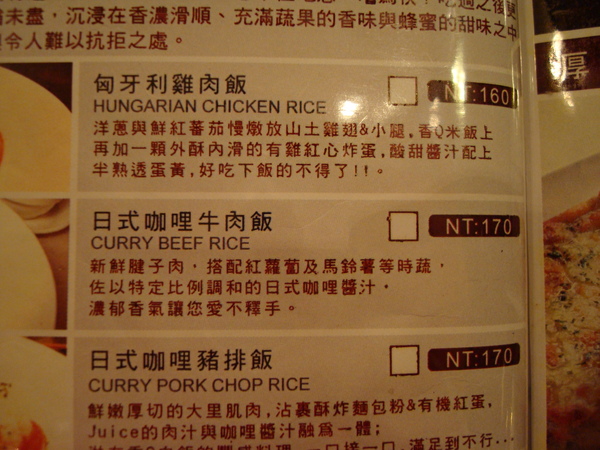 猶未盡，沉浸在香濃滑順、充滿蔬果的香味與蜂蜜的甜味之中
令人難以抗拒之處。
厚
匈牙利雞肉飯
NT:160
HUNGARIAN CHICKEN RICE
洋蔥與鮮紅蕃茄慢燉放山土雞翅&小腿,香Q米飯上
再加一顆外酥內滑的有雞紅心炸蛋,酸甜醬汁配上
半熟透蛋黃,好吃下飯的不得了!!。
日式咖哩牛肉飯
NT:170
CURRY BEEF RICE
新鮮腱子肉，搭配紅蘿蔔及馬鈴薯等時蔬，
佐以特定比例調和的日式咖哩醬汁。
濃郁香氣讓您愛不釋手。
日式咖哩豬排飯
NT:170
CURRY PORK CHOP RICE
鮮嫩厚切的大里肌肉,沾裹酥炸麵包粉&有機紅蛋,
Juice的肉汁與咖哩醬汁融為一體;
一口接一口,滿足到不行...